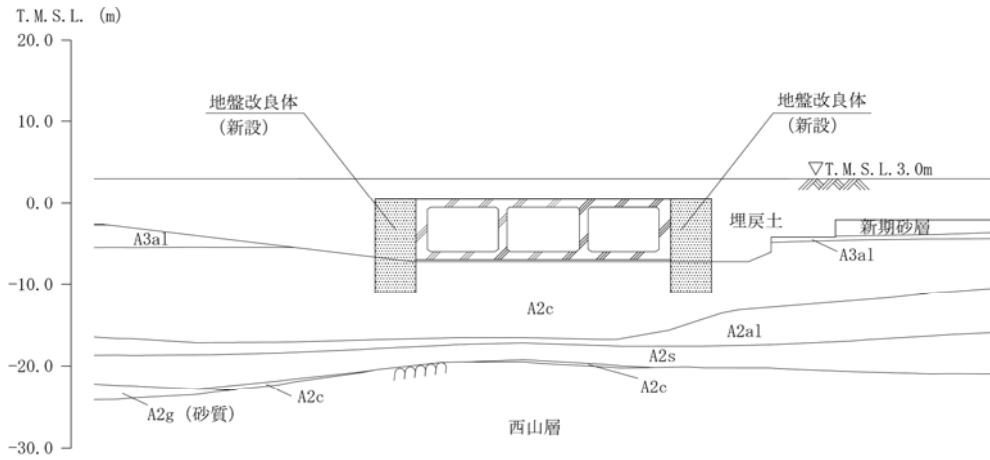 T.M.S.L. (m)
20.0
10.0
0.0
-10.0
-20.0
-30.0
地盤改良体
(新設)
地盤改良体
(新設)
▽T.M.S.L.3.0m
埋戻土
新期砂層
A3al
A3al
A2c
A2al
A2s
A2c
A2c
A2g (砂質)
西山層